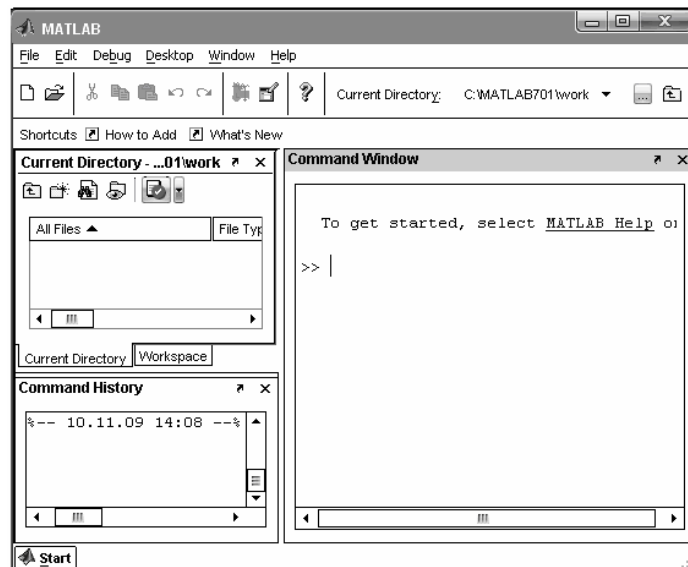 MATLAB
File Edit Debug Desktop Window Help
Current Directory: C:\MATLAB701\work
Shortcuts How to Add What's New
Current Directory - ...01\work
All Files File Typ
Current Directory Workspace
Command History
%-- 10.11.09 14:08 --%
Command Window
To get started, select MATLAB Help or
>>
Start